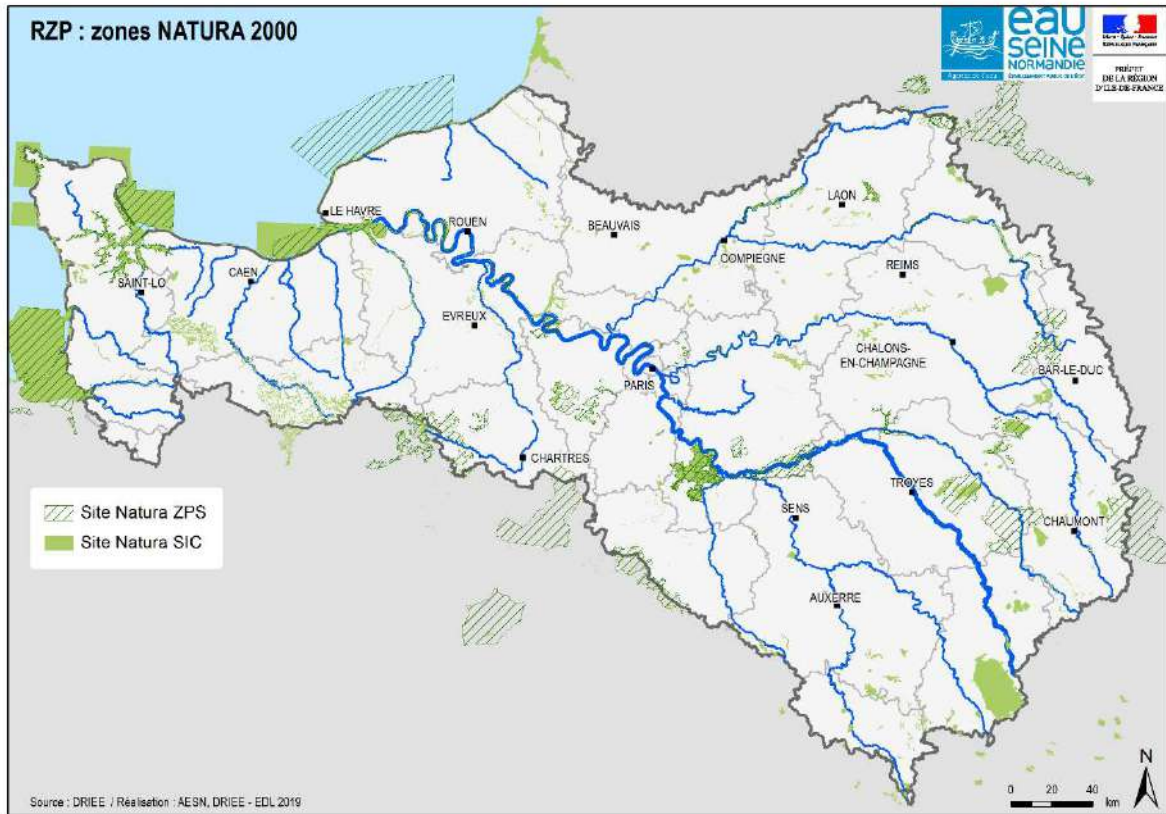 RZP : zones NATURA 2000
eau
SEINE
NORMANDIE
PRÉFET
DE LA RÉGION
D'ILE-DE-FRANCE
LE HAVRE
ROUEN
BEAUVAIS
LAON
COMPIEGNE
REIMS
SAINT-LO
CAEN
EVREUX
PARIS
CHALONS-
EN-CHAMPAGNE
BAR-LE-DUC
CHARTRES
TROYES
SENS
CHAUMONT
AUXERRE
Site Natura ZPS
Site Natura SIC
N
0 20 40
km
Source : DRIEE / Réalisation : AESN, DRIEE - EDL 2019